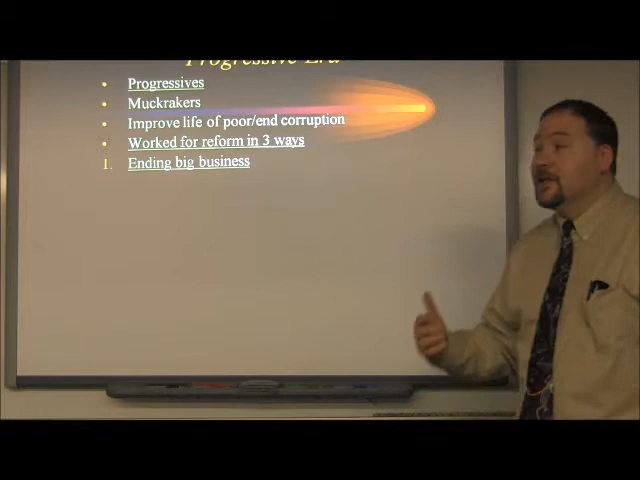 Progressive Era
• Progressives
• Muckrakers
• Improve life of poor/end corruption
• Worked for reform in 3 ways
1. Ending big business